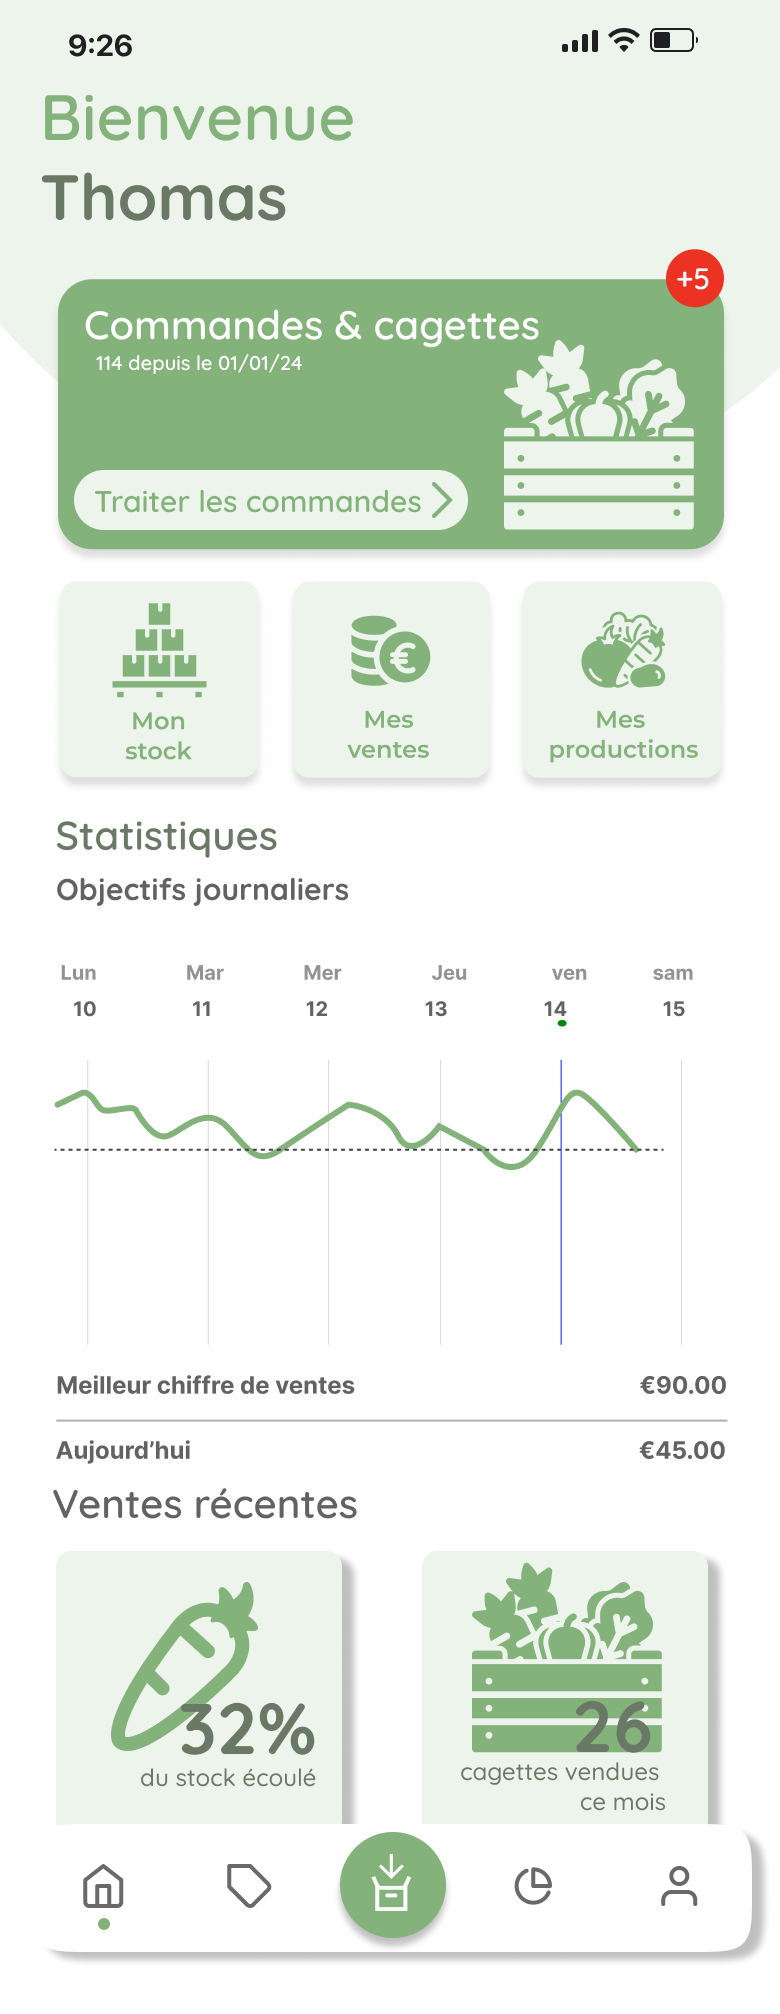 9:26
Bienvenue
Thomas
+5
Commandes & cagettes
114 depuis le 01/01/24
Traiter les commandes
Mon
stock
Mes
ventes
Mes
productions
Statistiques
Objectifs journaliers
Lun Mar Mer Jeu ven sam
10 11 12 13 14 15
Meilleur chiffre de ventes €90.00
Aujourd’hui €45.00
Ventes récentes
32%
du stock écoulé
26
cagettes vendues
ce mois